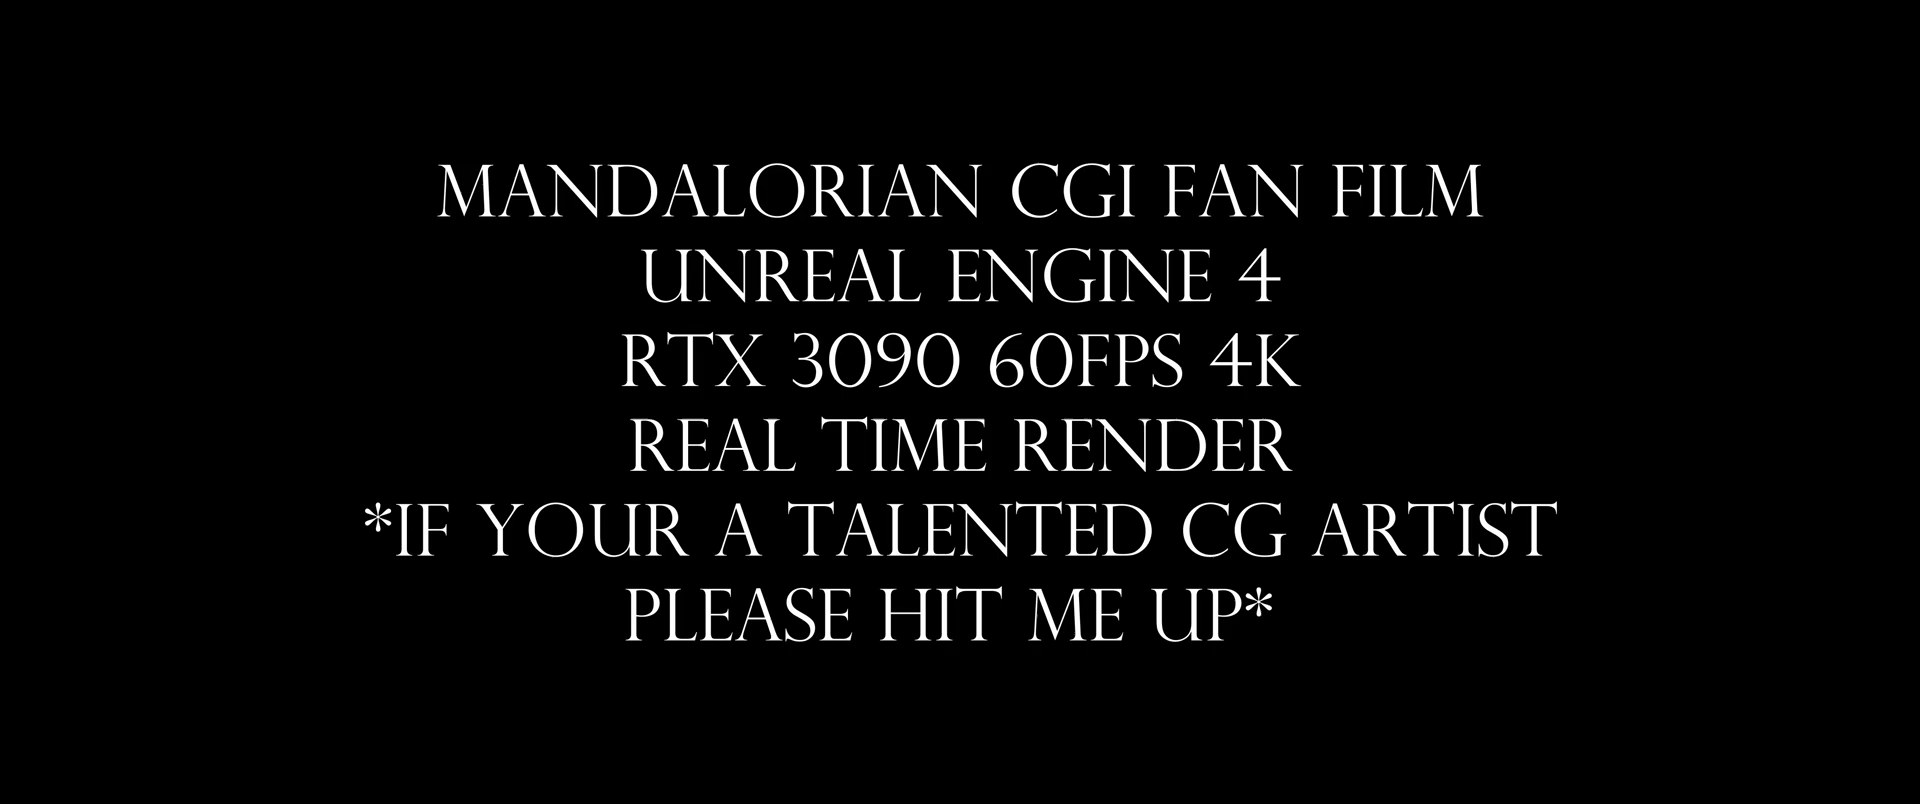 MANDALORIAN CGI FAN FILM
UNREAL ENGINE 4
RTX 3090 60FPS 4K
REAL TIME RENDER
*IF YOUR A TALENTED CG ARTIST
PLEASE HIT ME UP*